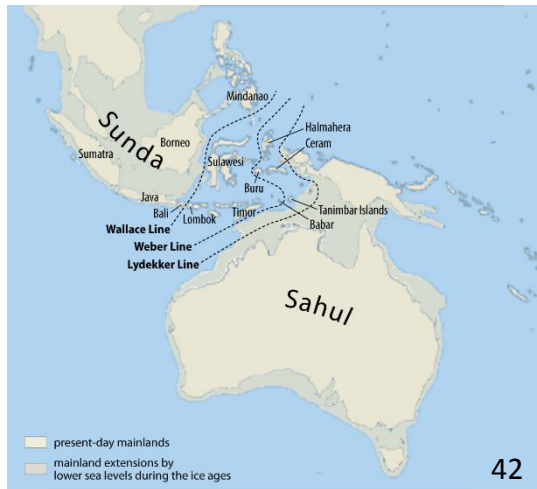 Mindanao
Sunda
Halmahera
Ceram
Borneo
Sumatra
Sulawesi
Buru
Java
Bali
Lombok
Timor
Tanimbar Islands
Babar
Wallace Line
Weber Line
Lydekker Line
Sahul
present-day mainlands
mainland extensions by
lower sea levels during the ice ages
42